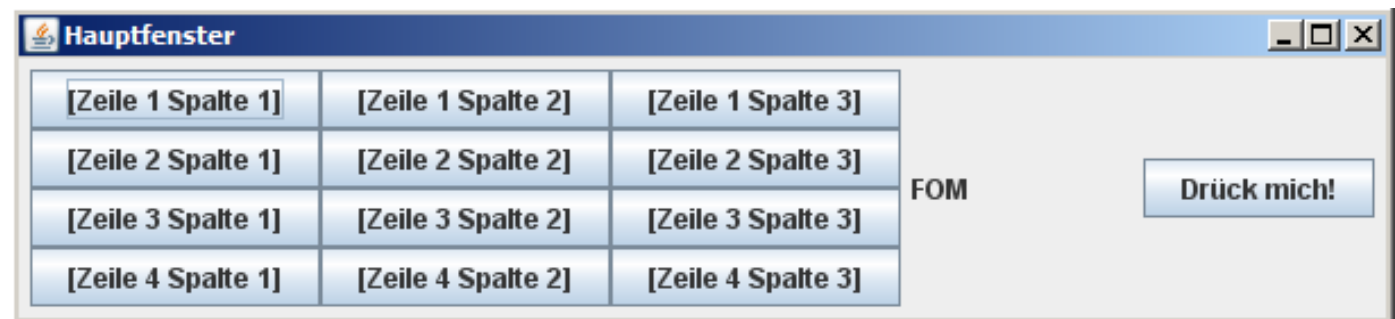 Hauptfenster
[Zeile 1 Spalte 1] [Zeile 1 Spalte 2] [Zeile 1 Spalte 3]
[Zeile 2 Spalte 1] [Zeile 2 Spalte 2] [Zeile 2 Spalte 3]
FOM Drück mich!
[Zeile 3 Spalte 1] [Zeile 3 Spalte 2] [Zeile 3 Spalte 3]
[Zeile 4 Spalte 1] [Zeile 4 Spalte 2] [Zeile 4 Spalte 3]